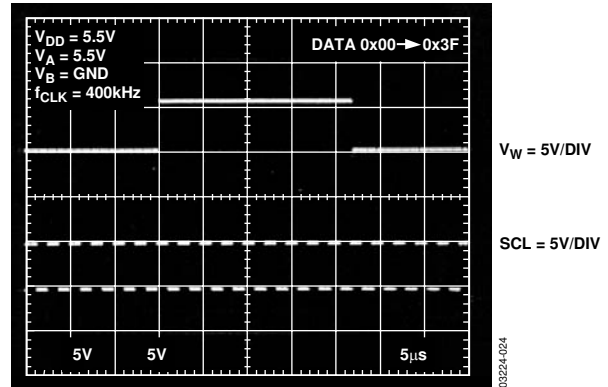 V_DD = 5.5V
V_A = 5.5V
V_B = GND
f_CLK = 400kHz
DATA 0x00→0x3F
V_W = 5V/DIV
SCL = 5V/DIV
5V 5V 5µs
03224-024